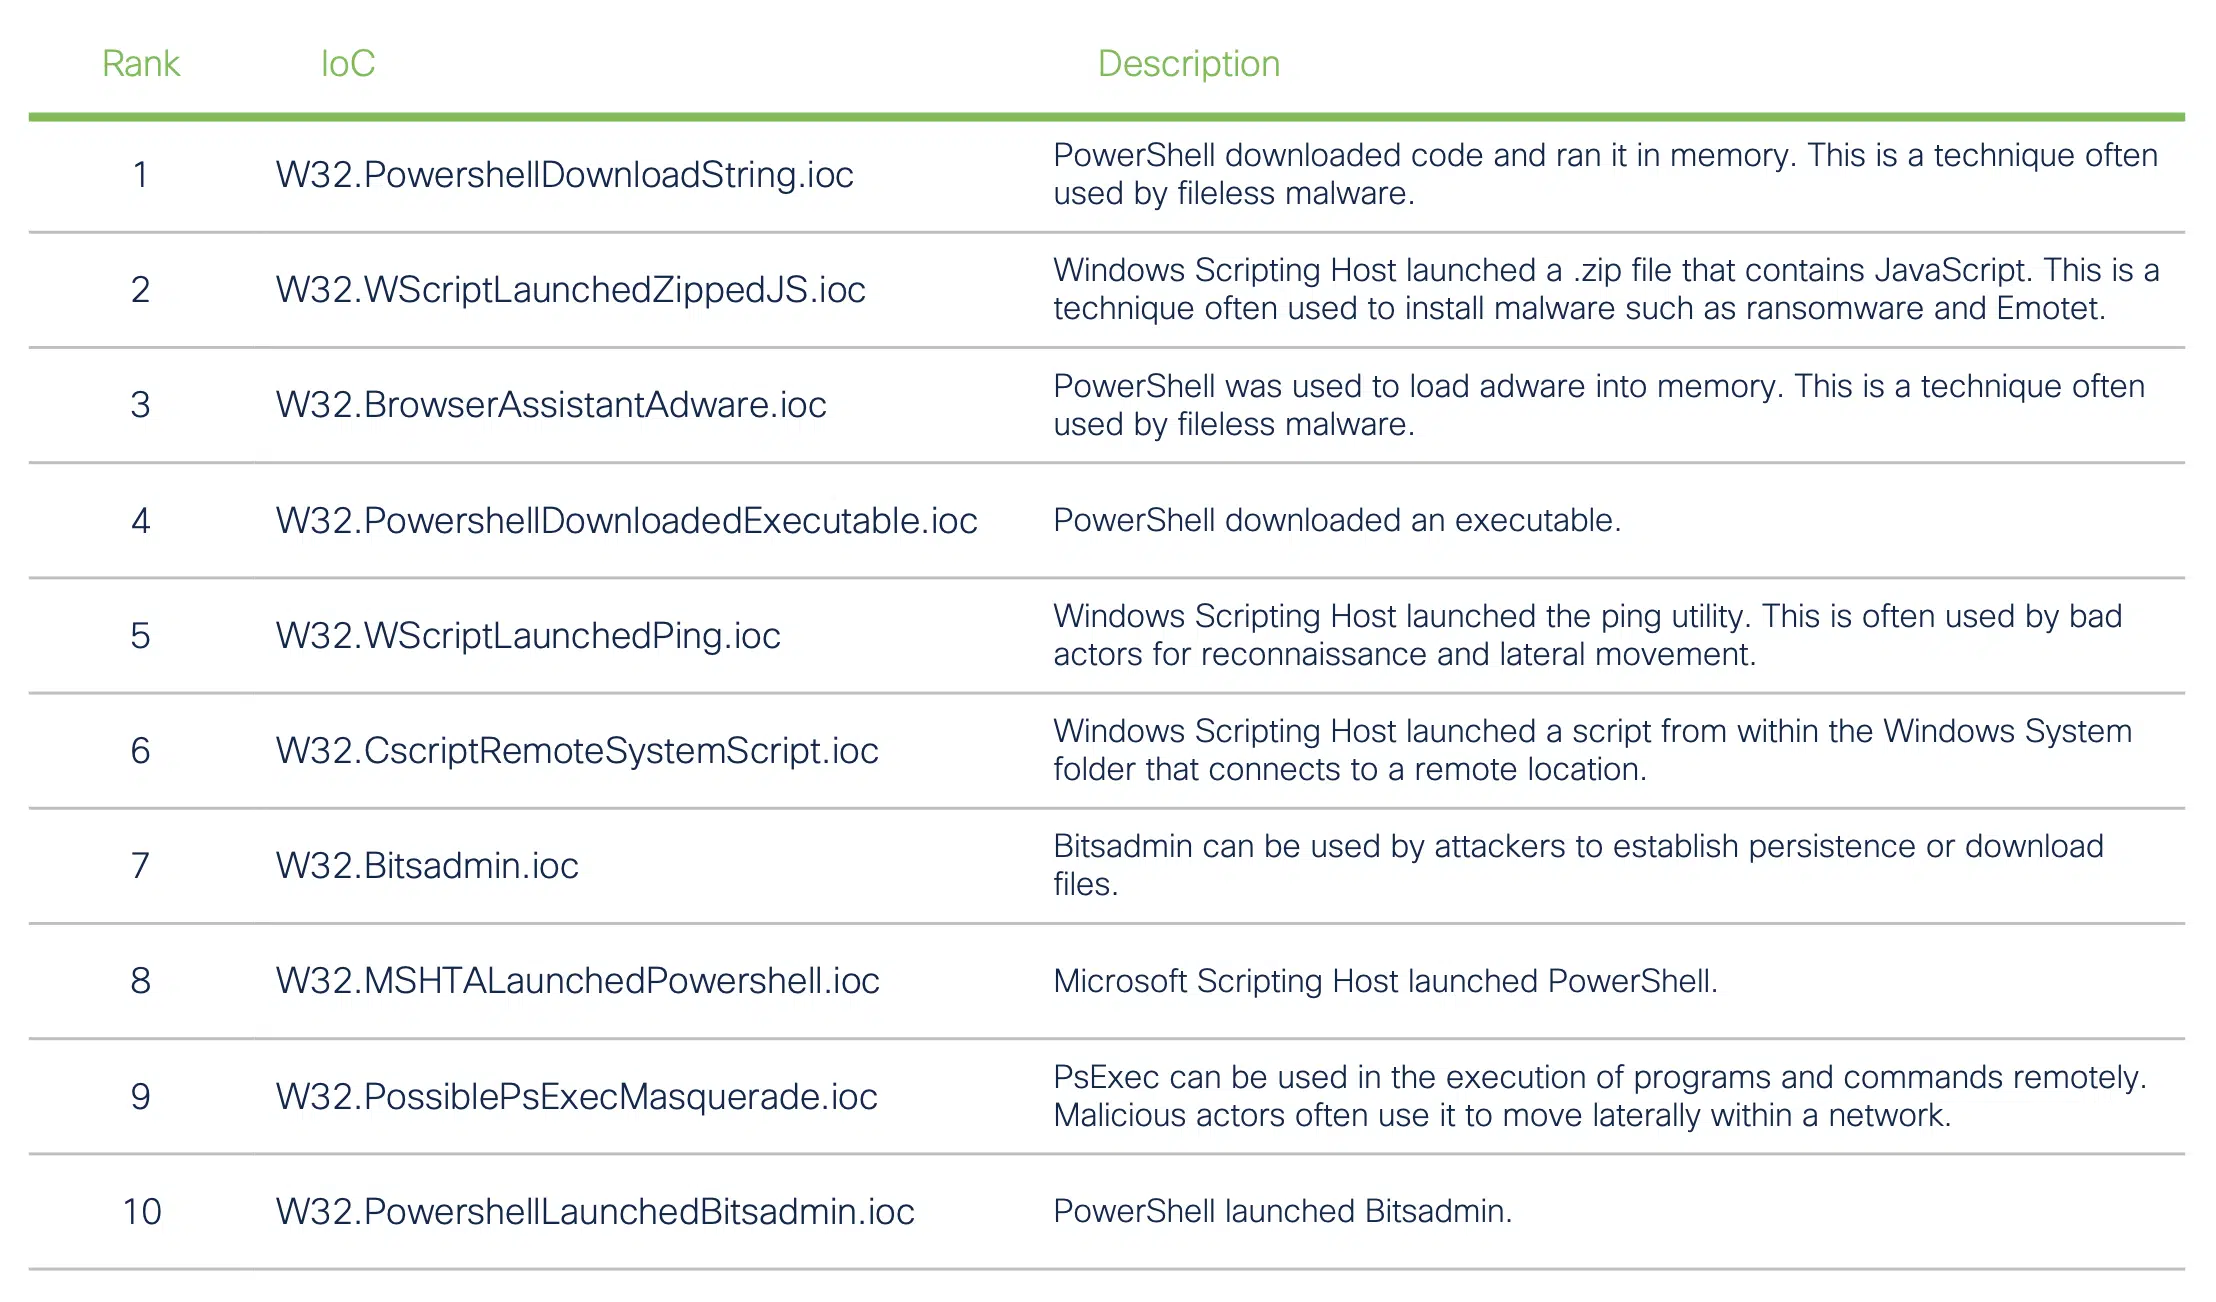 Rank IoC Description
1 W32.PowershellDownloadString.ioc PowerShell downloaded code and ran it in memory. This is a technique often
used by fileless malware.
2 W32.WScriptLaunchedZippedJS.ioc Windows Scripting Host launched a .zip file that contains JavaScript. This is a
technique often used to install malware such as ransomware and Emotet.
3 W32.BrowserAssistantAdware.ioc PowerShell was used to load adware into memory. This is a technique often
used by fileless malware.
4 W32.PowershellDownloadedExecutable.ioc PowerShell downloaded an executable.
5 W32.WScriptLaunchedPing.ioc Windows Scripting Host launched the ping utility. This is often used by bad
actors for reconnaissance and lateral movement.
6 W32.CscriptRemoteSystemScript.ioc Windows Scripting Host launched a script from within the Windows System
folder that connects to a remote location.
7 W32.Bitsadmin.ioc Bitsadmin can be used by attackers to establish persistence or download
files.
8 W32.MSHTALaunchedPowershell.ioc Microsoft Scripting Host launched PowerShell.
9 W32.PossiblePsExecMasquerade.ioc PsExec can be used in the execution of programs and commands remotely.
Malicious actors often use it to move laterally within a network.
10 W32.PowershellLaunchedBitsadmin.ioc PowerShell launched Bitsadmin.